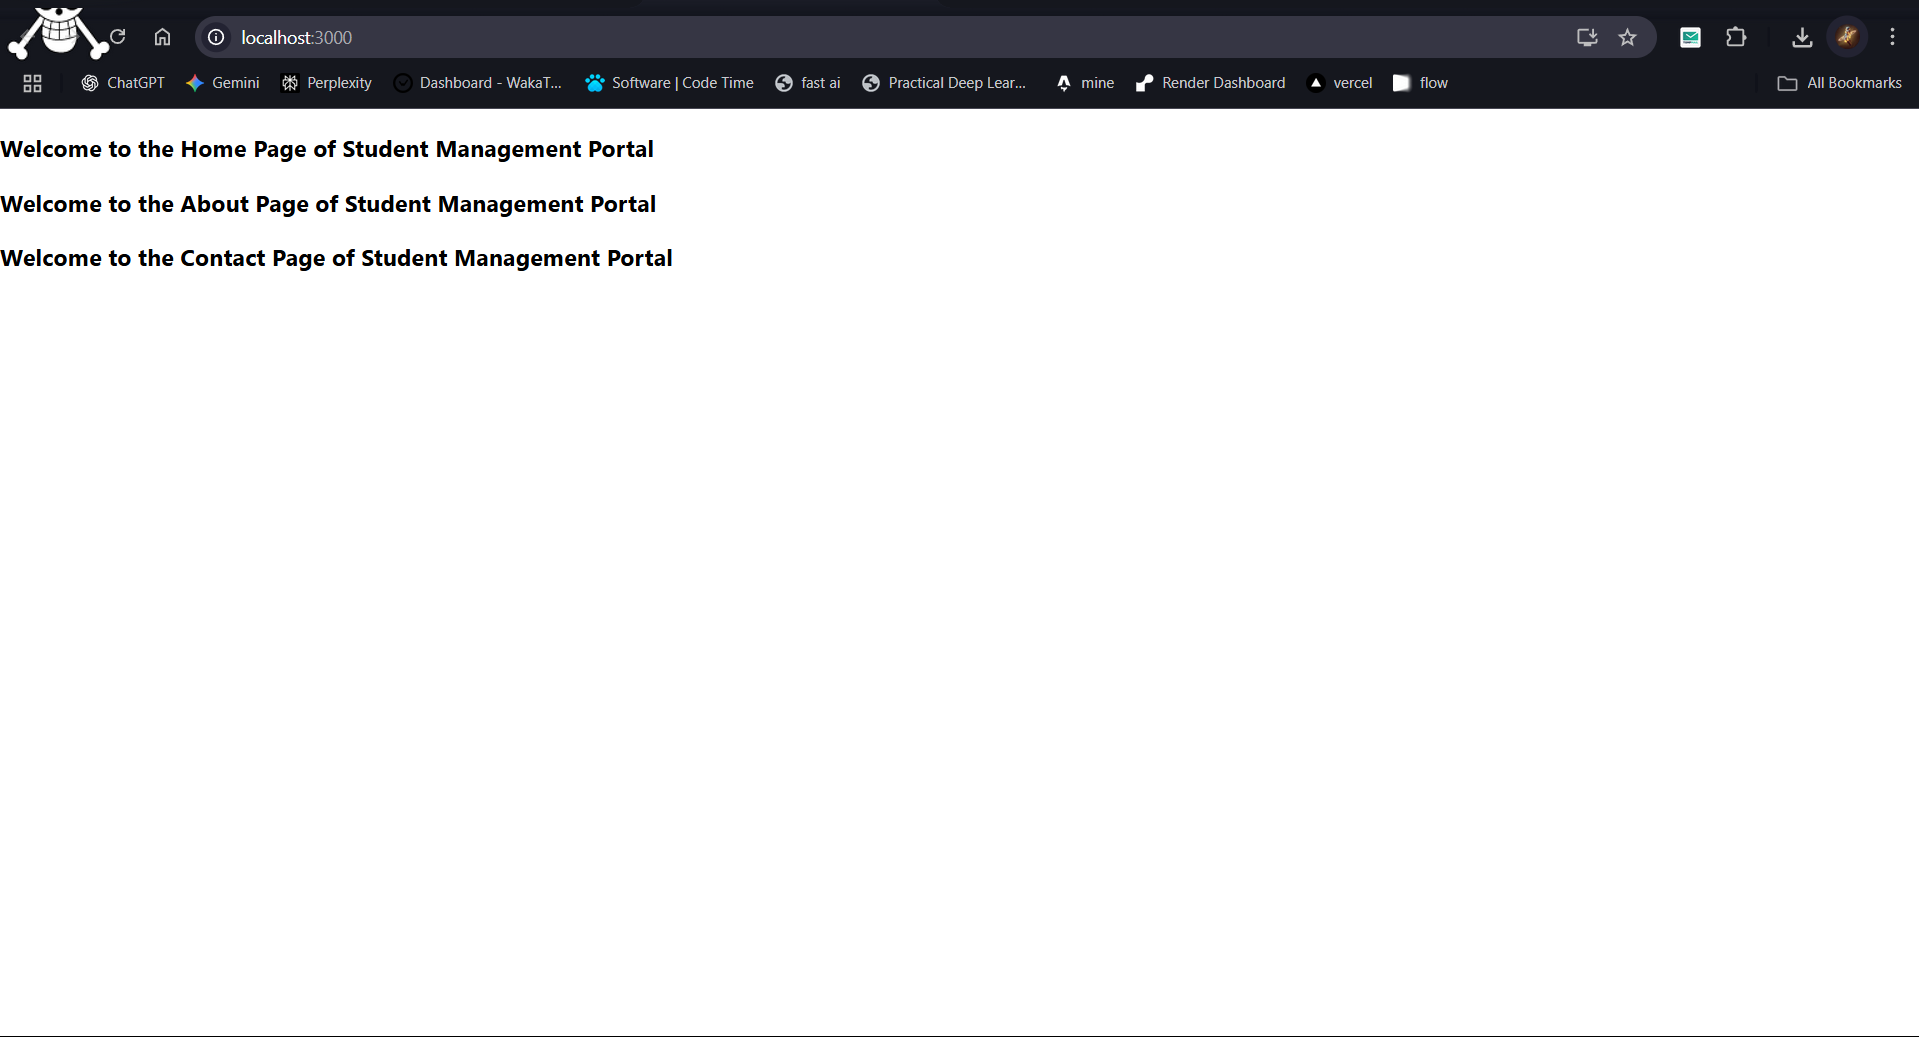 localhost:3000
ChatGPT Gemini Perplexity Dashboard - WakaT... Software | Code Time fast ai Practical Deep Lear... mine Render Dashboard vercel flow All Bookmarks
Welcome to the Home Page of Student Management Portal
Welcome to the About Page of Student Management Portal
Welcome to the Contact Page of Student Management Portal